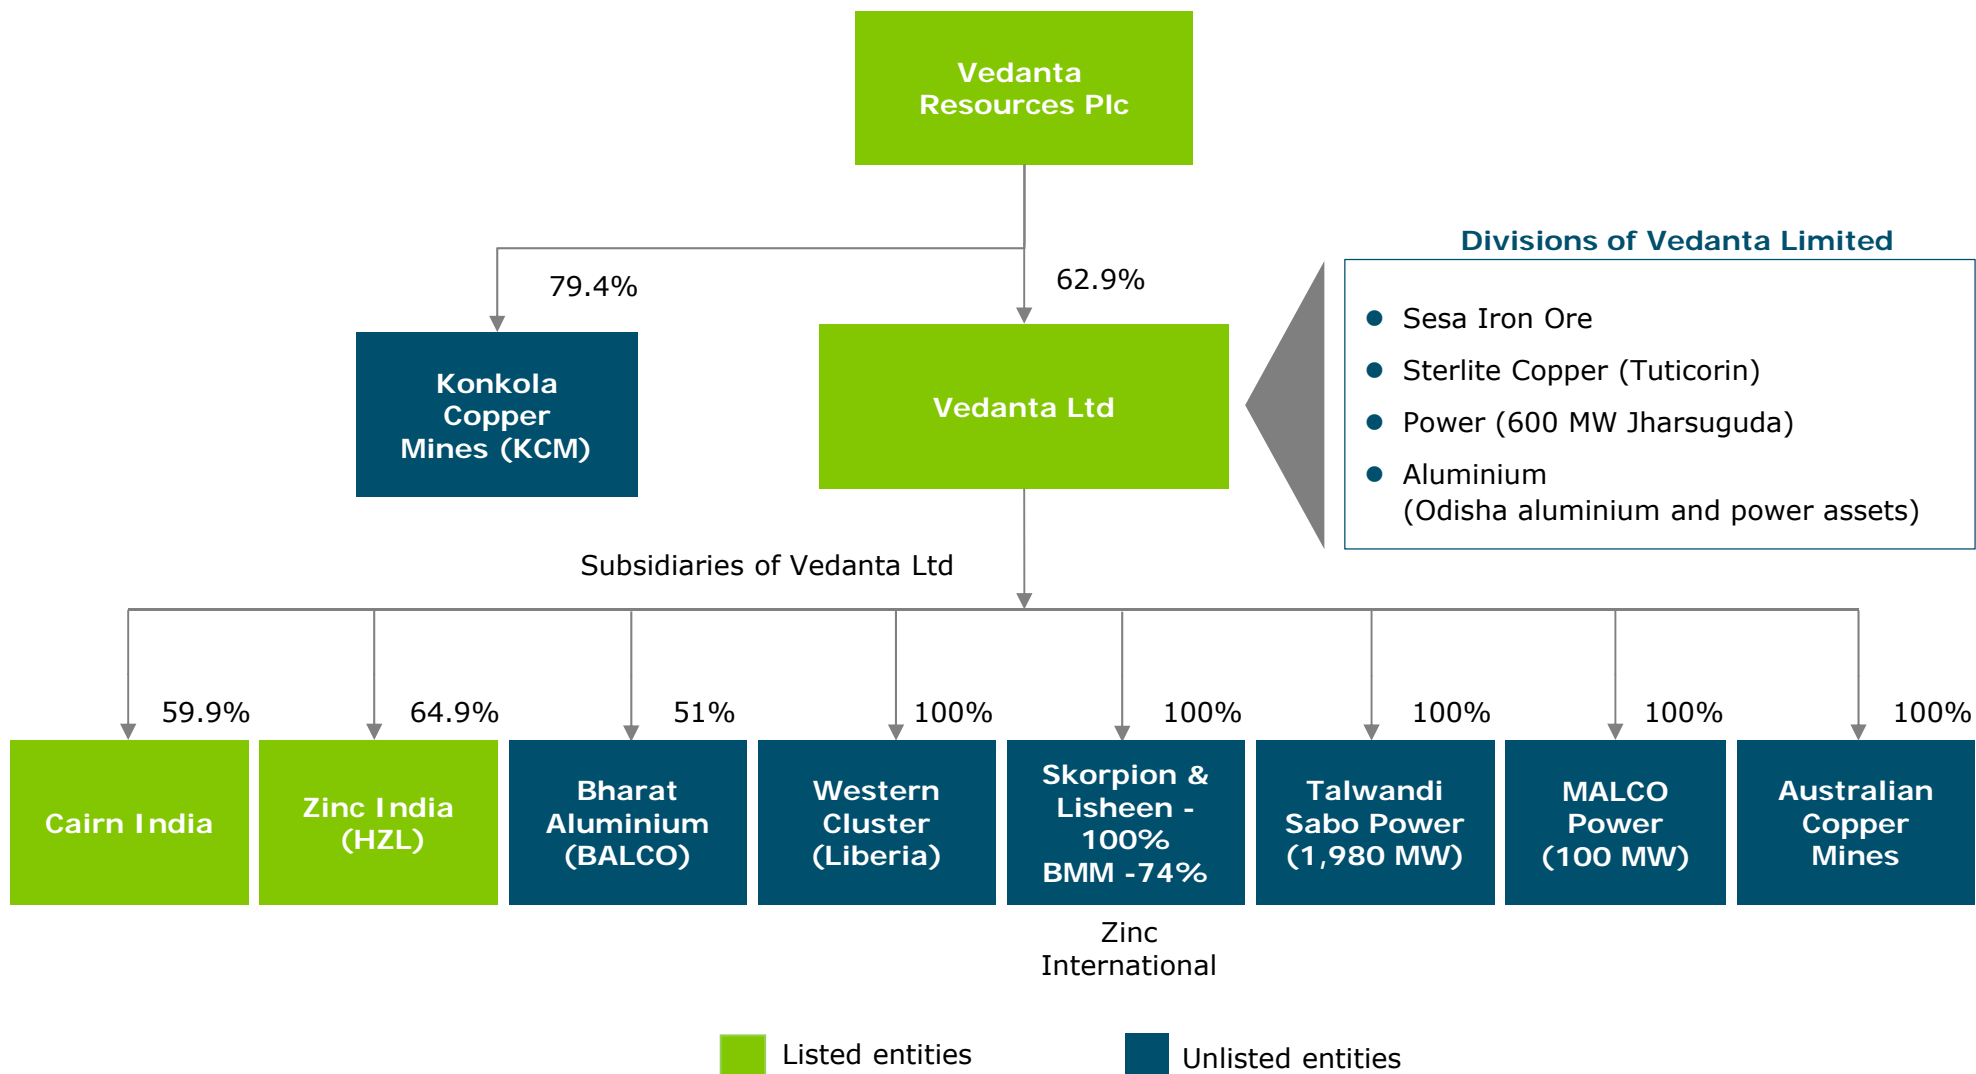 Vedanta
Resources Plc
79.4%
62.9%
Konkola
Copper
Mines (KCM)
Vedanta Ltd
Divisions of Vedanta Limited
Sesa Iron Ore
Sterlite Copper (Tuticorin)
Power (600 MW Jharsuguda)
Aluminium
(Odisha aluminium and power assets)
Subsidiaries of Vedanta Ltd
59.9%
64.9%
51%
100%
100%
100%
100%
100%
Cairn India
Zinc India
(HZL)
Bharat
Aluminium
(BALCO)
Western
Cluster
(Liberia)
Skorpion &
Lisheen -
100%
BMM -74%
Talwandi
Sabo Power
(1,980 MW)
MALCO
Power
(100 MW)
Australian
Copper
Mines
Zinc
International
Listed entities
Unlisted entities